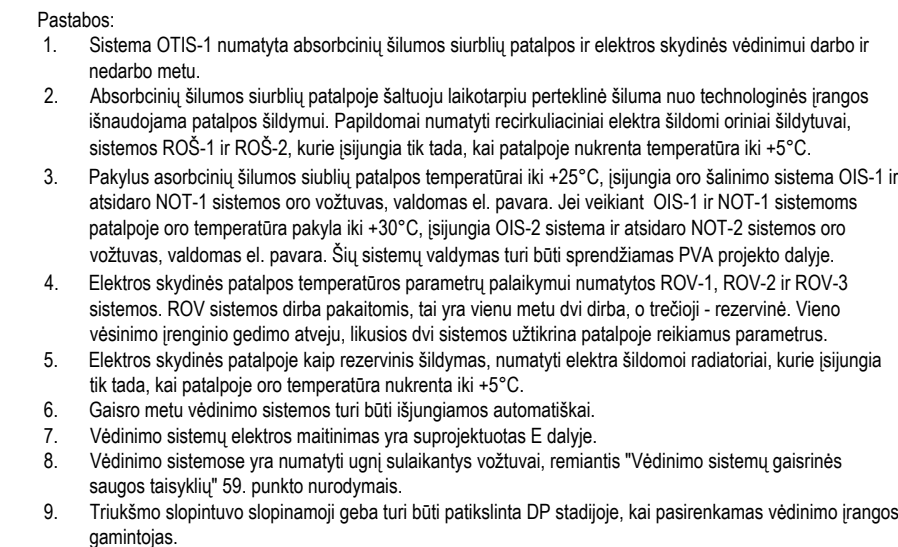 Pastabos:
1. Sistema OTIS-1 numatyta absorbcinių šilumos siurblių patalpos ir elektros skydinės vėdinimui darbo ir
nedarbo metu.
2. Absorbcinių šilumos siurblių patalpoje šaltuoju laikotarpiu perteklinė šiluma nuo technologinės įrangos
išnaudojama patalpos šildymui. Papildomai numatyti recirkuliaciniai elektra šildomi oriniai šildytuvai,
sistemos ROŠ-1 ir ROŠ-2, kurie įsijungia tik tada, kai patalpoje nukrenta temperatūra iki +5°C.
3. Pakylus asorbcinių šilumos siublių patalpos temperatūrai iki +25°C, įsijungia oro šalinimo sistema OIS-1 ir
atsidaro NOT-1 sistemos oro vožtuvas, valdomas el. pavara. Jei veikiant OIS-1 ir NOT-1 sistemoms
patalpoje oro temperatūra pakyla iki +30°C, įsijungia OIS-2 sistema ir atsidaro NOT-2 sistemos oro
vožtuvas, valdomas el. pavara. Šių sistemų valdymas turi būti sprendžiamas PVA projekto dalyje.
4. Elektros skydinės patalpos temperatūros parametrų palaikymui numatytos ROV-1, ROV-2 ir ROV-3
sistemos. ROV sistemos dirba pakaitomis, tai yra vienu metu dvi dirba, o trečioji - rezervinė. Vieno
vėsinimo įrenginio gedimo atveju, likusios dvi sistemos užtikrina patalpoje reikiamus parametrus.
5. Elektros skydinės patalpoje kaip rezervinis šildymas, numatyti elektra šildomoi radiatoriai, kurie įsijungia
tik tada, kai patalpoje oro temperatūra nukrenta iki +5°C.
6. Gaisro metu vėdinimo sistemos turi būti išjungiamos automatiškai.
7. Vėdinimo sistemų elektros maitinimas yra suprojektuotas E dalyje.
8. Vėdinimo sistemose yra numatyti ugnį sulaikantys vožtuvai, remiantis "Vėdinimo sistemų gaisrinės
saugos taisyklių" 59. punkto nurodymais.
9. Triukšmo slopintuvo slopinamoji geba turi būti patikslinta DP stadijoje, kai pasirenkamas vėdinimo įrangos
gamintojas.